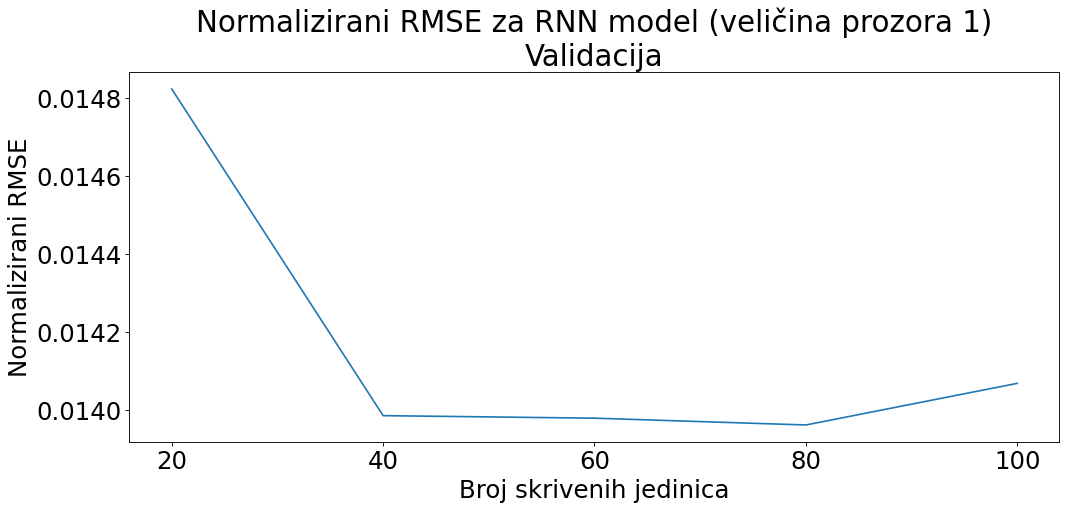 Normalizirani RMSE za RNN model (veličina prozora 1)
Validacija
Normalizirani RMSE
0.0148
0.0146
0.0144
0.0142
0.0140
20 40 60 80 100
Broj skrivenih jedinica